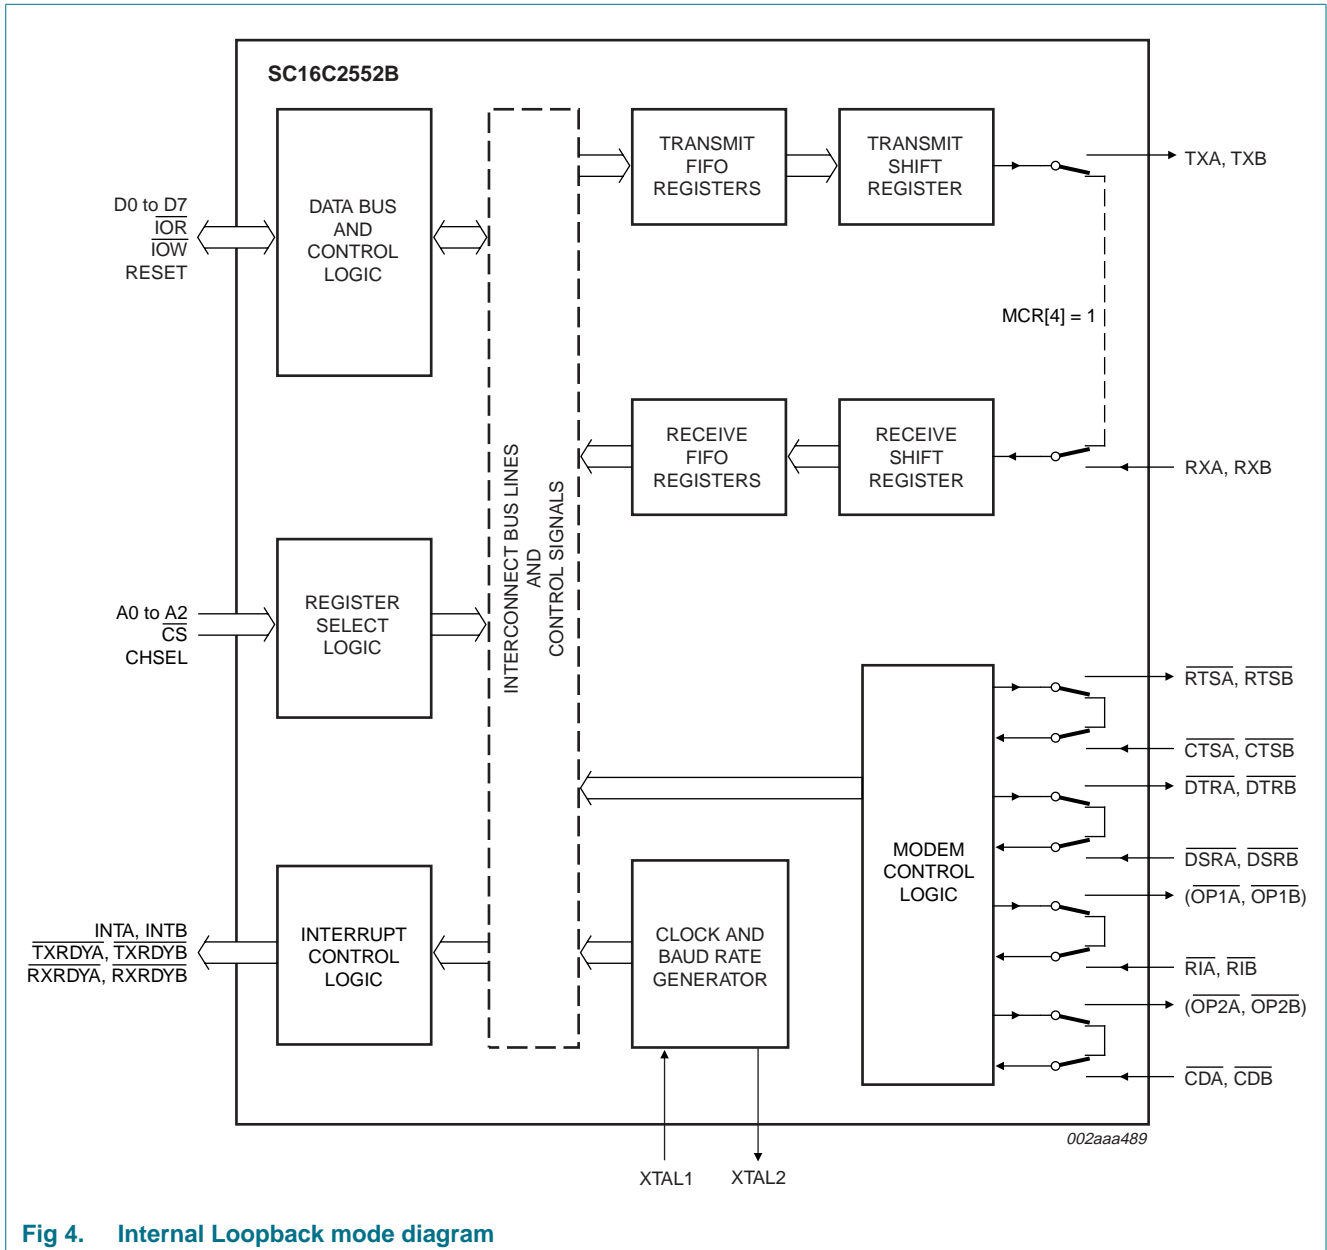 SC16C2552B
D0 to D7
IOR
IOW
RESET
DATA BUS
AND
CONTROL
LOGIC
TRANSMIT
FIFO
REGISTERS
TRANSMIT
SHIFT
REGISTER
TXA, TXB
MCR[4] = 1
RECEIVE
FIFO
REGISTERS
RECEIVE
SHIFT
REGISTER
RXA, RXB
INTERCONNECT BUS LINES
AND
CONTROL SIGNALS
A0 to A2
CS
CHSEL
REGISTER
SELECT
LOGIC
RTSA, RTSB
CTSA, CTSB
DTRA, DTRB
MODEM
CONTROL
LOGIC
DSRA, DSRB
(OP1A, OP1B)
RIA, RIB
(OP2A, OP2B)
CDA, CDB
INTA, INTB
TXRDYA, TXRDYB
RXRDYA, RXRDYB
INTERRUPT
CONTROL
LOGIC
CLOCK AND
BAUD RATE
GENERATOR
XTAL1
XTAL2
002aaa489
Fig 4. Internal Loopback mode diagram